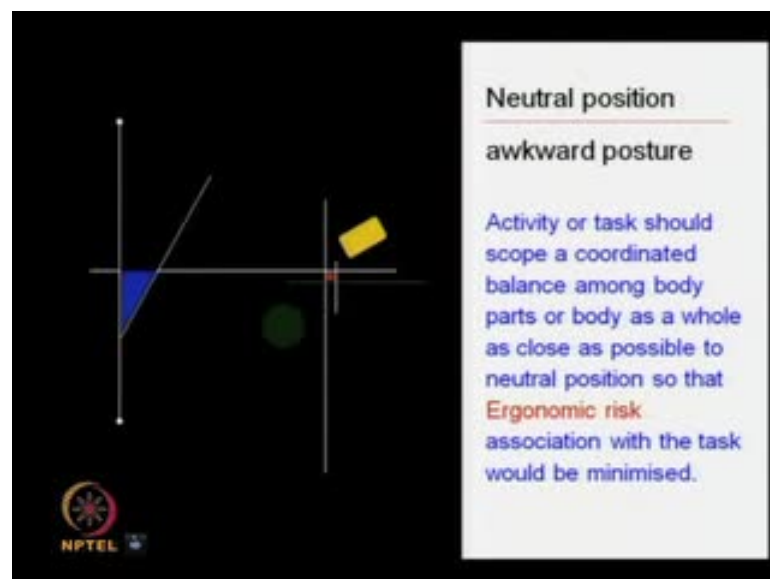 Neutral position
awkward posture
Activity or task should
scope a coordinated
balance among body
parts or body as a whole
as close as possible to
neutral position so that
Ergonomic risk
association with the task
would be minimised.
NPTEL